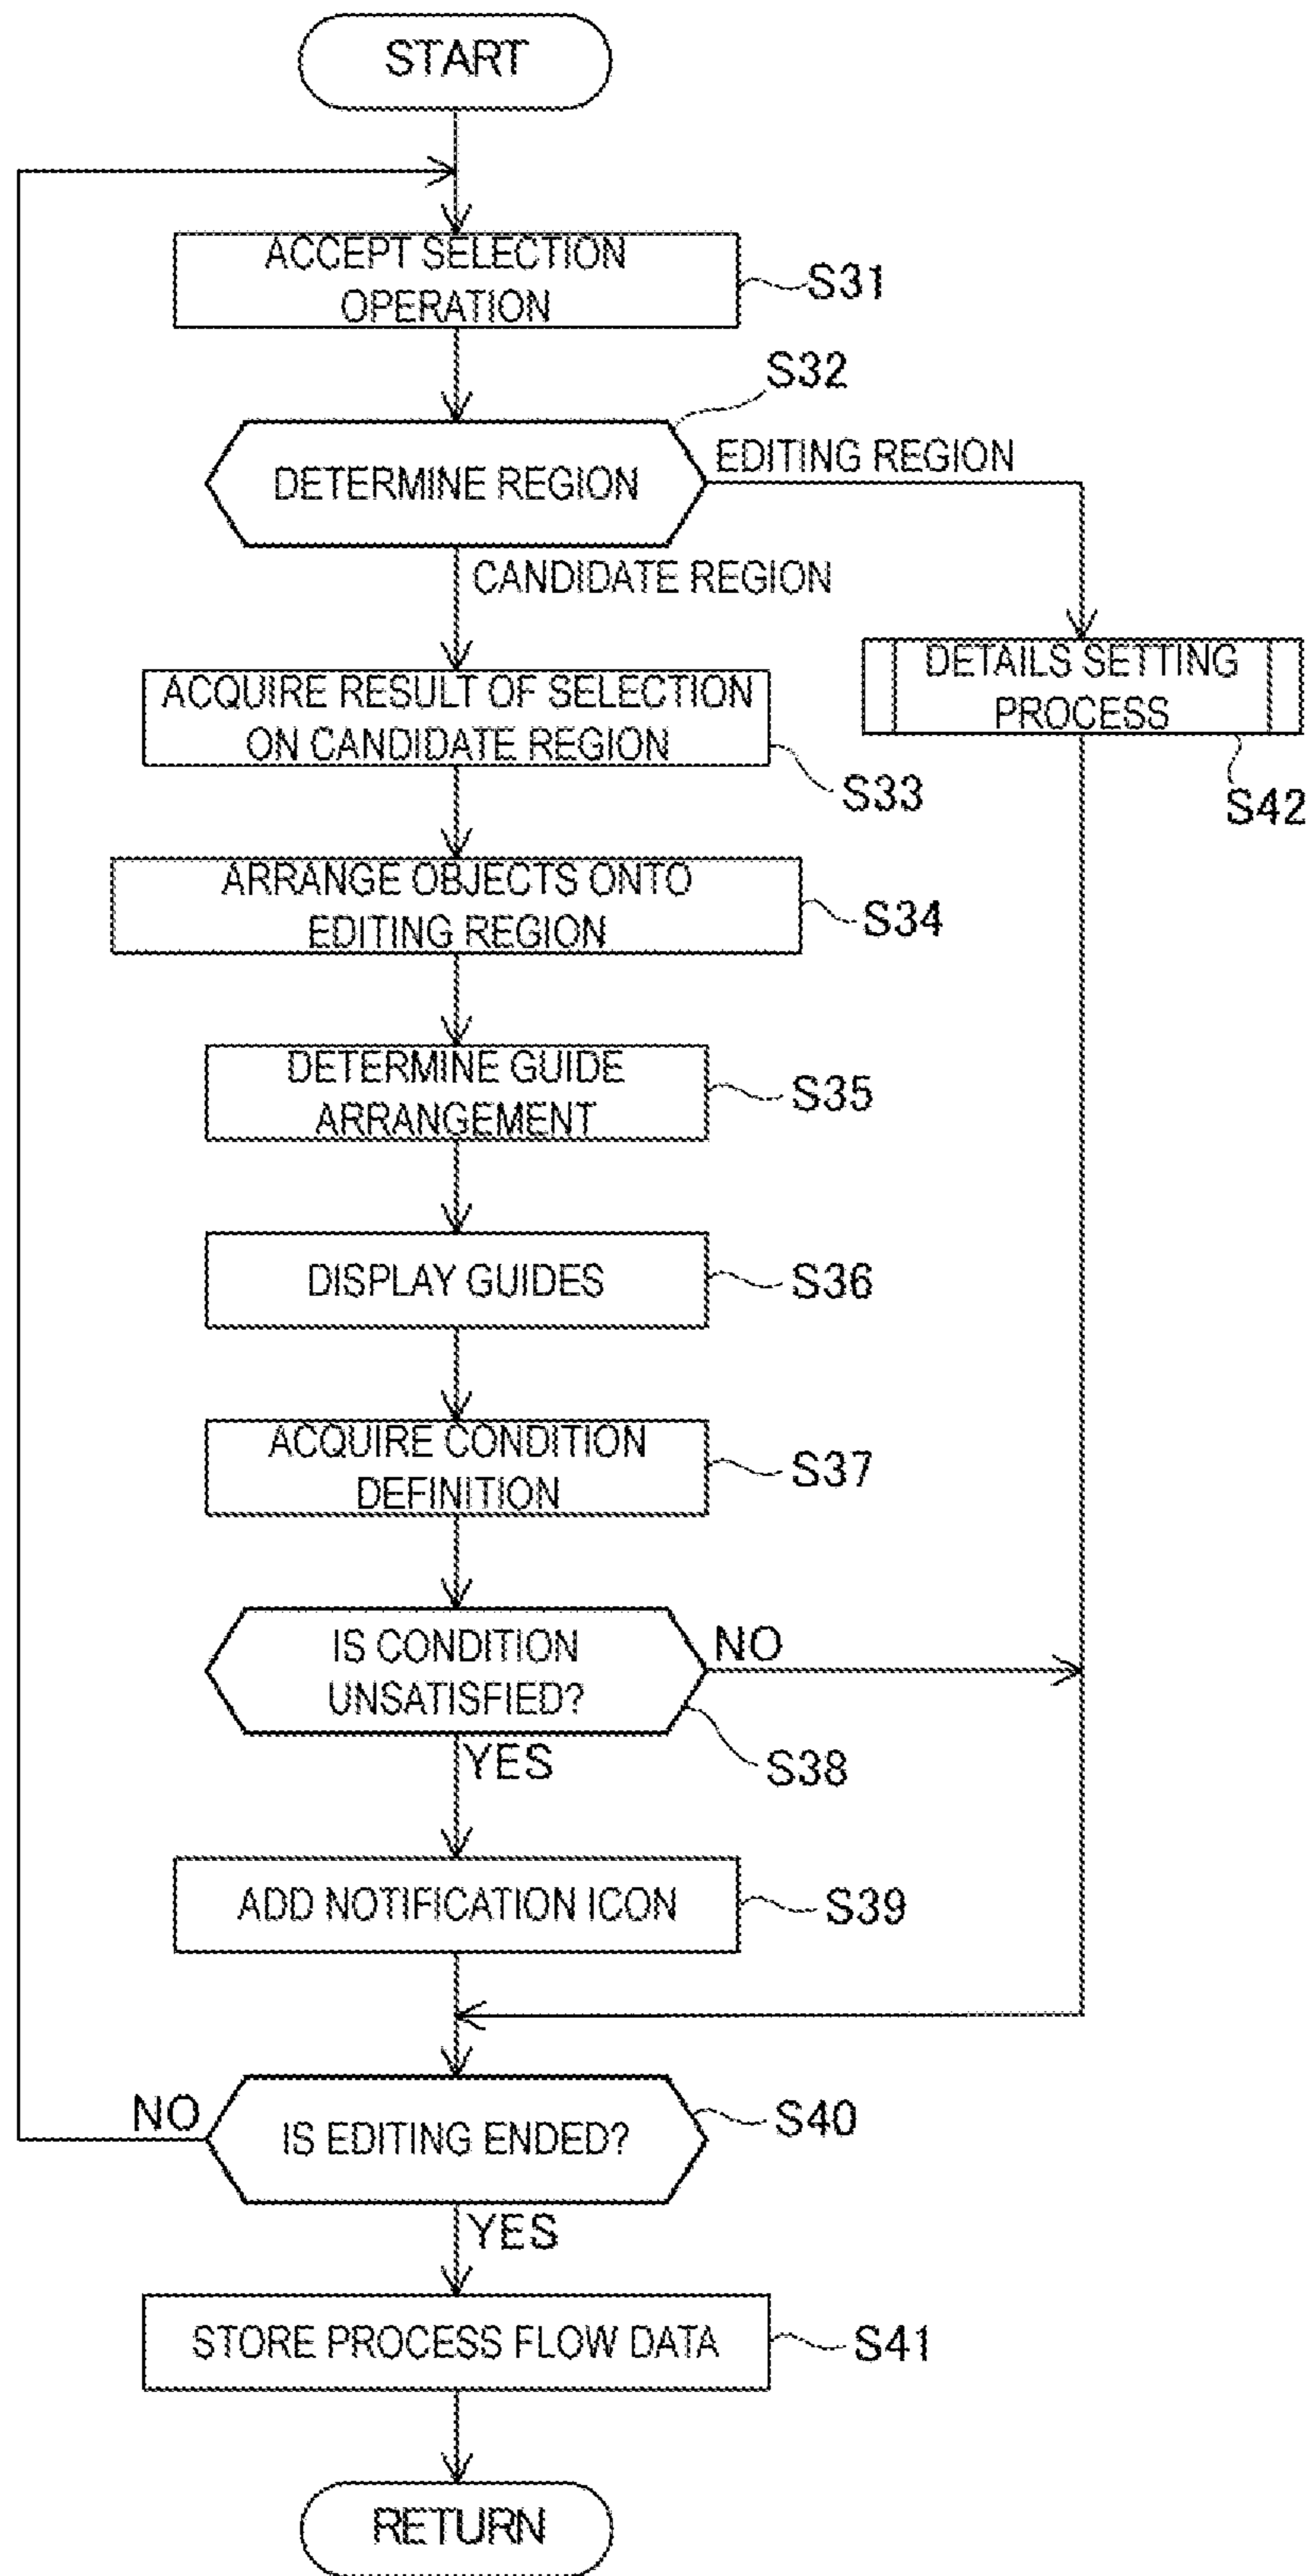 START
ACCEPT SELECTION
OPERATION
S31
S32
DETERMINE REGION
EDITING REGION
CANDIDATE REGION
ACQUIRE RESULT OF SELECTION
ON CANDIDATE REGION
S33
DETAILS SETTING
PROCESS
S42
ARRANGE OBJECTS ONTO
EDITING REGION
S34
DETERMINE GUIDE
ARRANGEMENT
S35
DISPLAY GUIDES
S36
ACQUIRE CONDITION
DEFINITION
S37
IS CONDITION
UNSATISFIED?
NO
S38
YES
ADD NOTIFICATION ICON
S39
NO
IS EDITING ENDED?
S40
YES
STORE PROCESS FLOW DATA
S41
RETURN